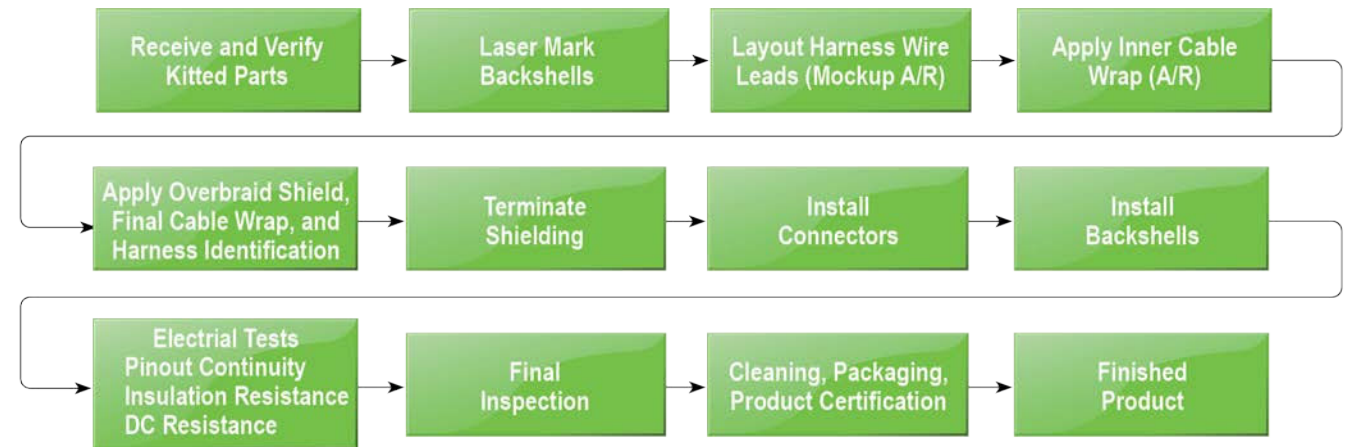 Receive and Verify
Kitted Parts
Laser Mark
Backshells
Layout Harness Wire
Leads (Mockup A/R)
Apply Inner Cable
Wrap (A/R)
Apply Overbraid Shield,
Final Cable Wrap, and
Harness Identification
Terminate
Shielding
Install
Connectors
Install
Backshells
Electrial Tests
Pinout Continuity
Insulation Resistance
DC Resistance
Final
Inspection
Cleaning, Packaging,
Product Certification
Finished
Product